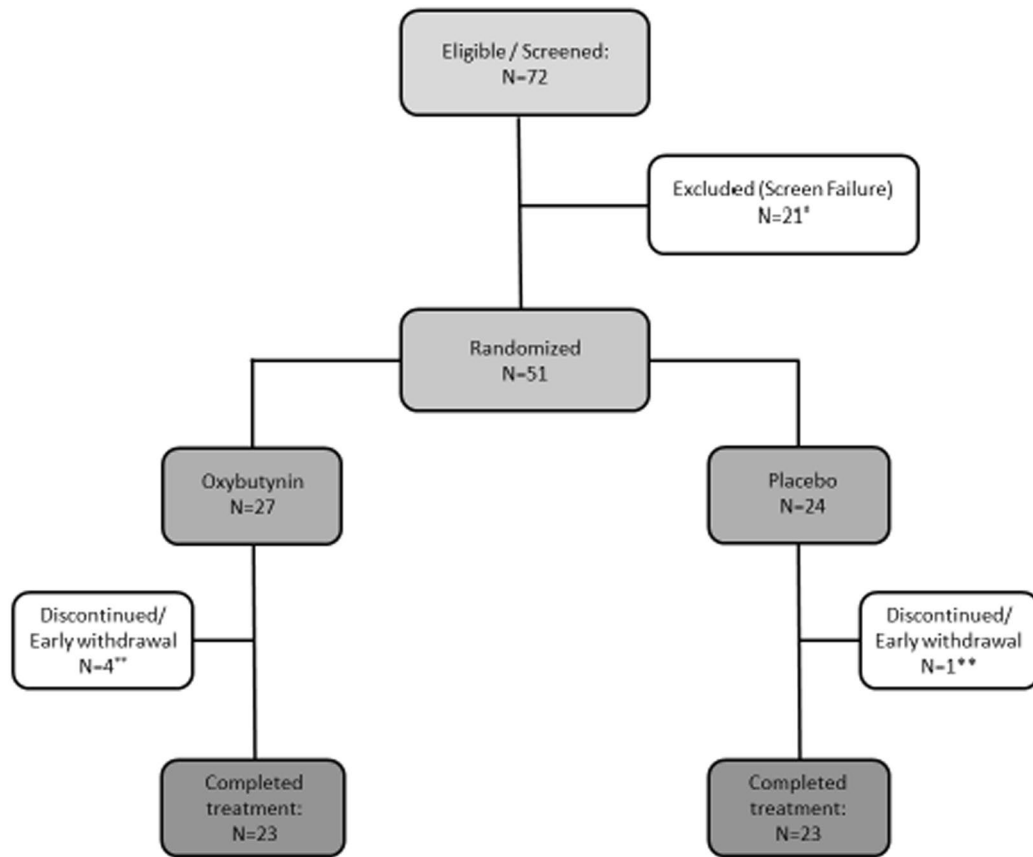 Eligible / Screened:
N=72
Excluded (Screen Failure)
N=21*
Randomized
N=51
Oxybutynin
N=27
Placebo
N=24
Discontinued/
Early withdrawal
N=4**
Discontinued/
Early withdrawal
N=1**
Completed
treatment:
N=23
Completed
treatment:
N=23